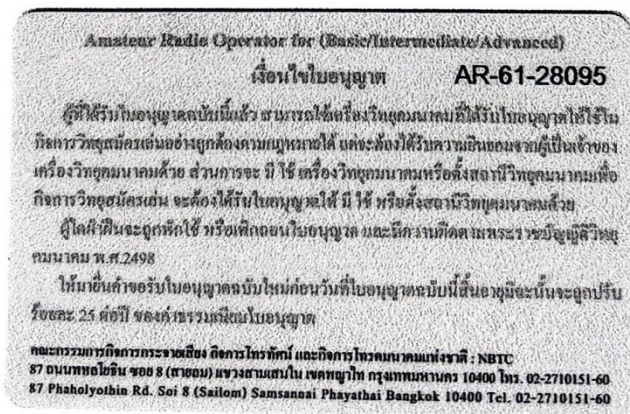 Amateur Radio Operator for (Basic/Intermediate/Advanced)
เงื่อนไขใบอนุญาต AR-61-28095
ผู้ที่ได้รับใบอนุญาตฉบับนี้แล้ว สามารถใช้เครื่องวิทยุคมนาคมที่ได้รับใบอนุญาตให้ใช้ใน
กิจการวิทยุสมัครเล่นอย่างถูกต้องตามกฎหมายได้ แต่จะต้องได้รับความยินยอมจากผู้เป็นเจ้าของ
เครื่องวิทยุคมนาคมด้วย ส่วนการจะ มี ใช้ เครื่องวิทยุคมนาคมหรือตั้งสถานีวิทยุคมนาคมเพื่อ
กิจการวิทยุสมัครเล่น จะต้องได้รับใบอนุญาตให้ มี ใช้ หรือตั้งสถานีวิทยุคมนาคมด้วย
ผู้ใดฝ่าฝืนจะถูกพักใช้ หรือเพิกถอนใบอนุญาต และมีความผิดตามพระราชบัญญัติวิทยุ
คมนาคม พ.ศ.2498
ให้มายื่นคำขอรับใบอนุญาตฉบับใหม่ก่อนวันที่ใบอนุญาตฉบับนี้สิ้นอายุมิฉะนั้นจะถูกปรับ
ร้อยละ 25 ต่อปี ของค่าธรรมเนียมใบอนุญาต
คณะกรรมการกิจการกระจายเสียง กิจการโทรทัศน์ และกิจการโทรคมนาคมแห่งชาติ : NBTC
87 ถนนพหลโยธิน ซอย 8 (สายลม) แขวงสามเสนใน เขตพญาไท กรุงเทพมหานคร 10400 โทร. 02-2710151-60
87 Phaholyothin Rd. Soi 8 (Sailom) Samsannai Phayathai Bangkok 10400 Tel. 02-2710151-60